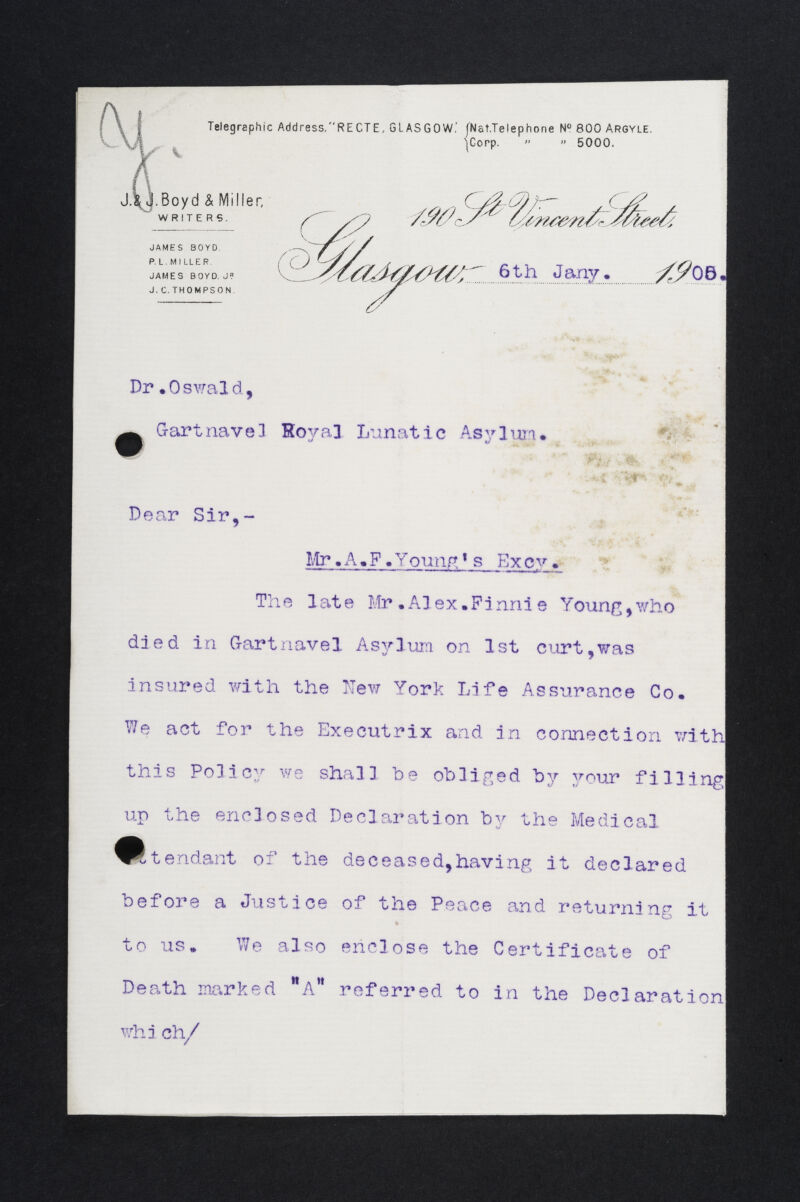 Y.
Telegraphic Address, "RECTE, GLASGOW." {Nat. Telephone Nº 800 ARGYLE.
{Corp. " " 5000.
J. & J. Boyd & Miller,
WRITERS.
JAMES BOYD.
P. L. MILLER.
JAMES BOYD. Jʀ
J. C. THOMPSON.
190 St Vincent Street,
Glasgow, 6th Jany. 1905.
Dr.Oswald,
Gartnavel Royal Lunatic Asylum.
Dear Sir,-
Mr.A.F.Young's Excy.
The late Mr.Alex.Finnie Young,who
died in Gartnavel Asylum on 1st curt,was
insured with the New York Life Assurance Co.
We act for the Executrix and in connection with
this Policy we shall be obliged by your filling
up the enclosed Declaration by the Medical
Attendant of the deceased,having it declared
before a Justice of the Peace and returning it
to us. We also enclose the Certificate of
Death marked "A" referred to in the Declaration
which/